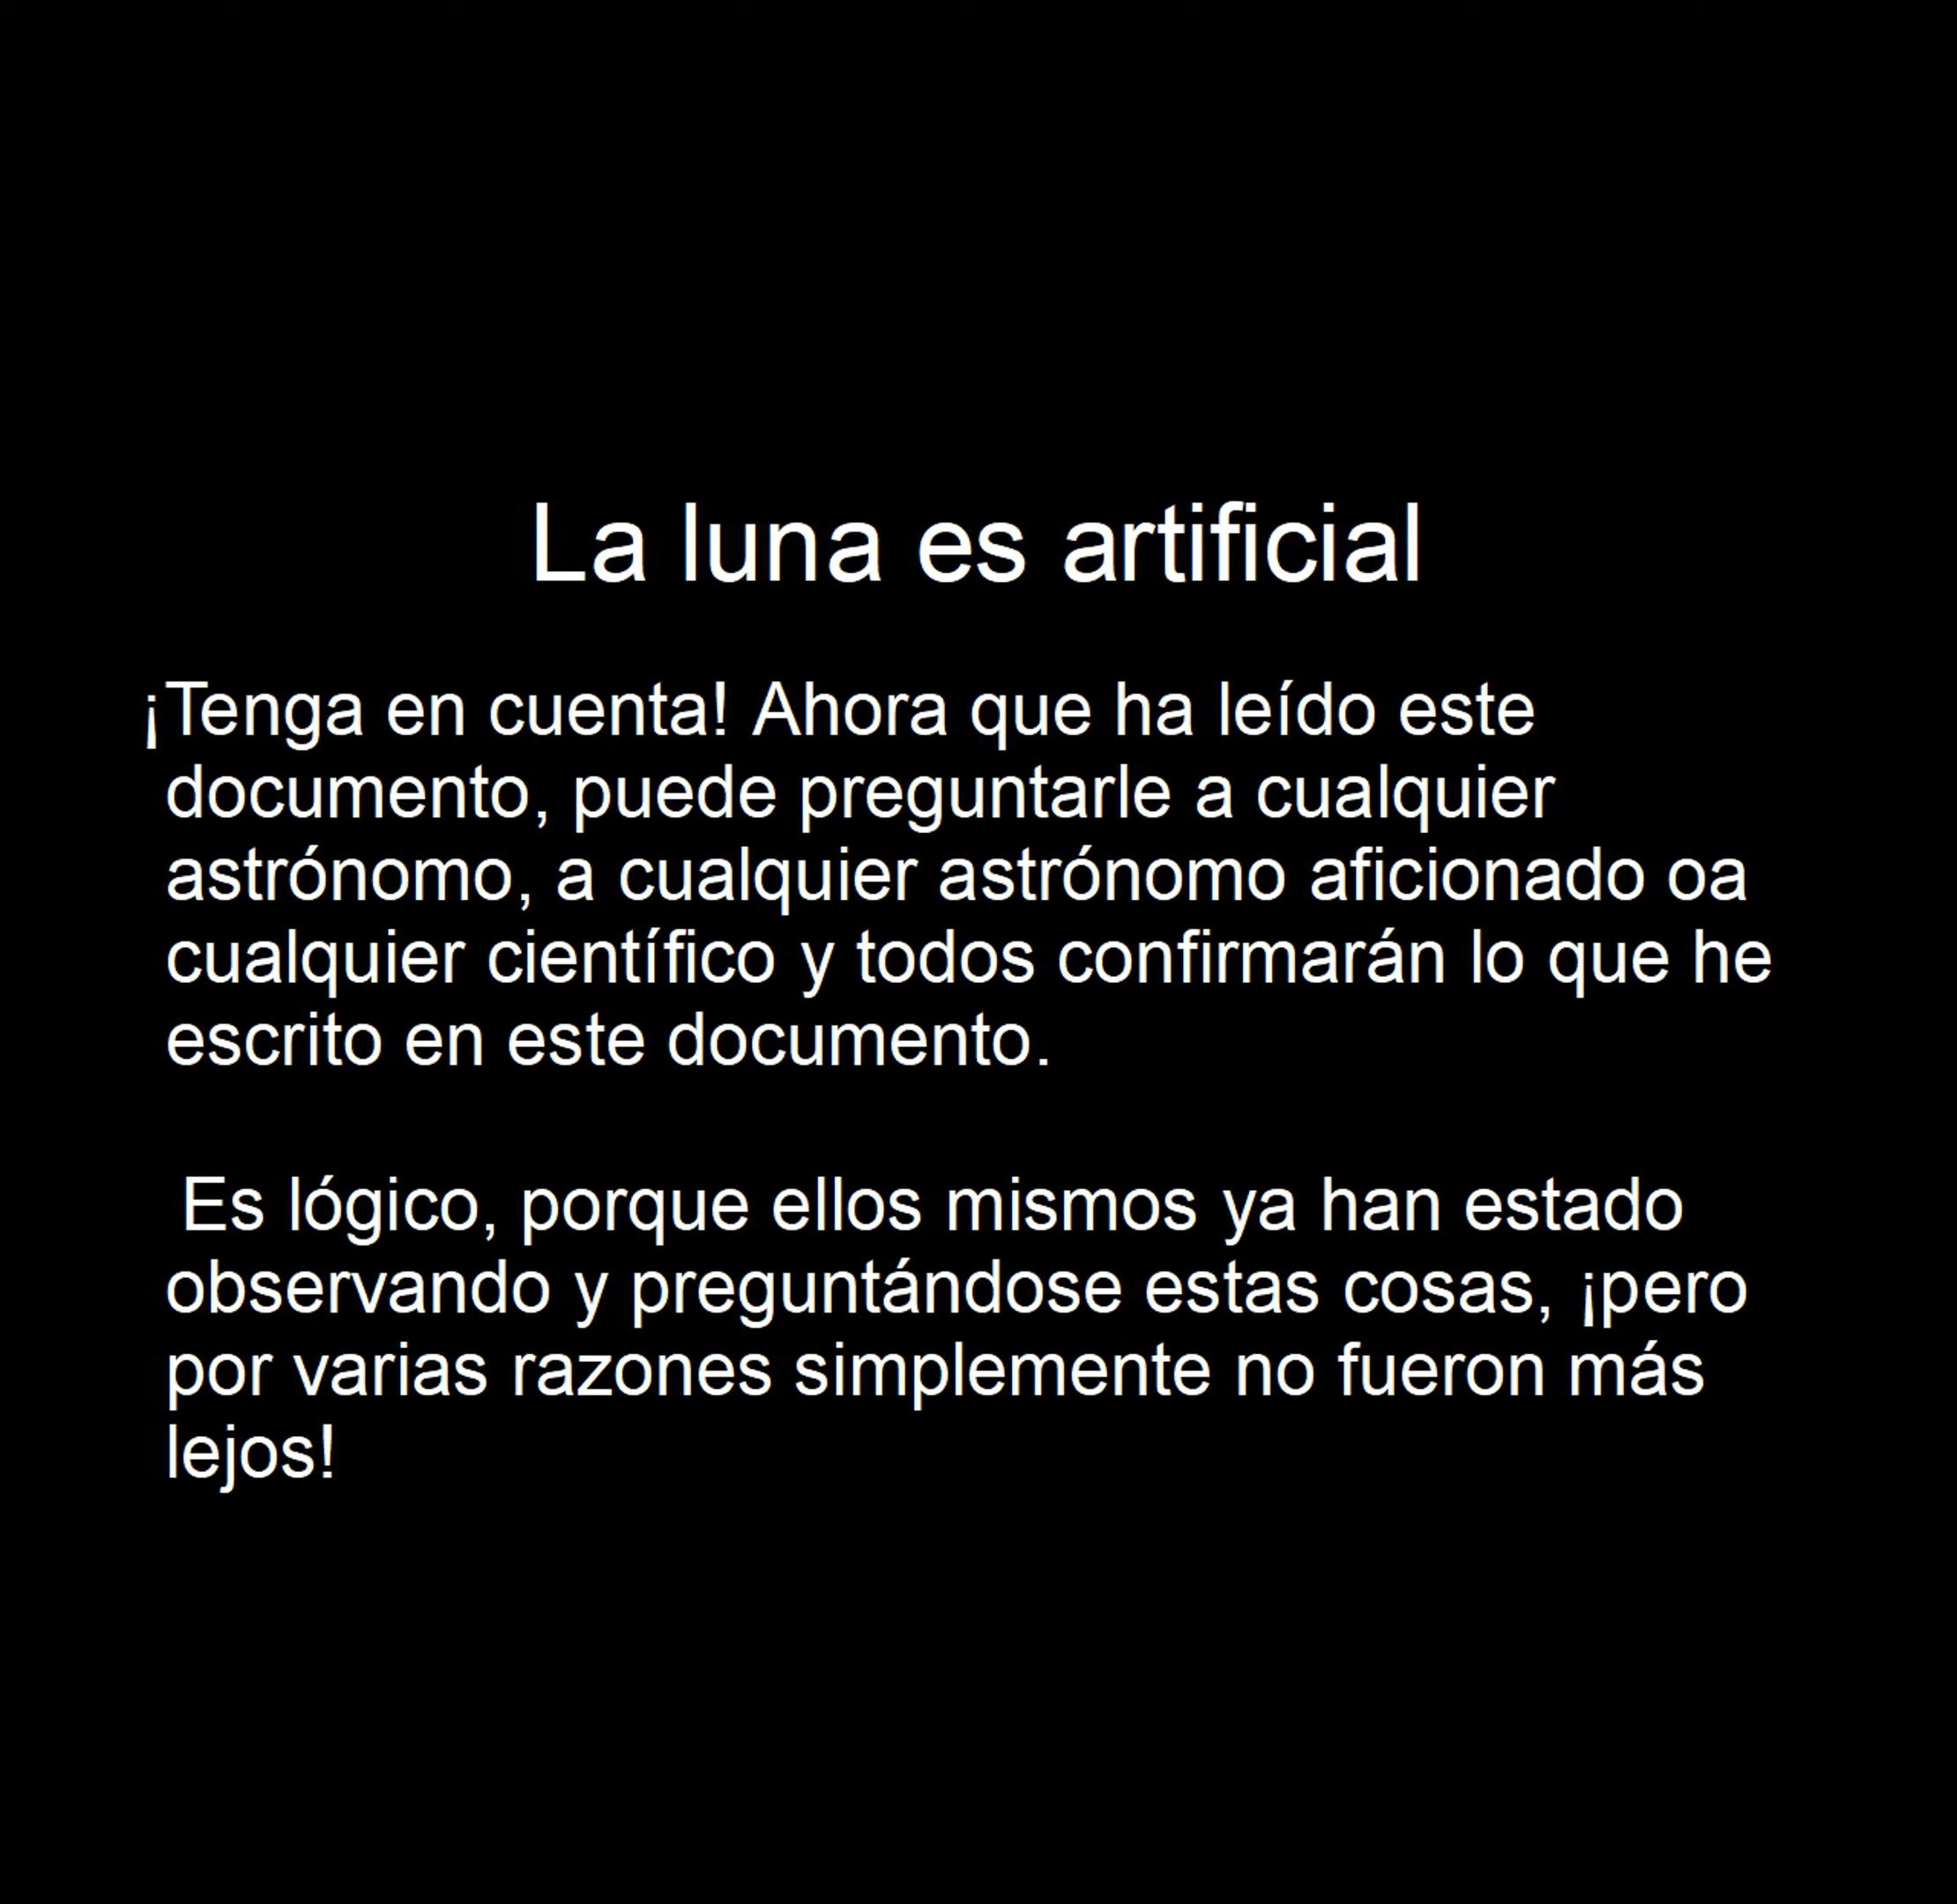 La luna es artificial
¡Tenga en cuenta! Ahora que ha leído este
documento, puede preguntarle a cualquier
astrónomo, a cualquier astrónomo aficionado oa
cualquier científico y todos confirmarán lo que he
escrito en este documento.
Es lógico, porque ellos mismos ya han estado
observando y preguntándose estas cosas, ¡pero
por varias razones simplemente no fueron más
lejos!